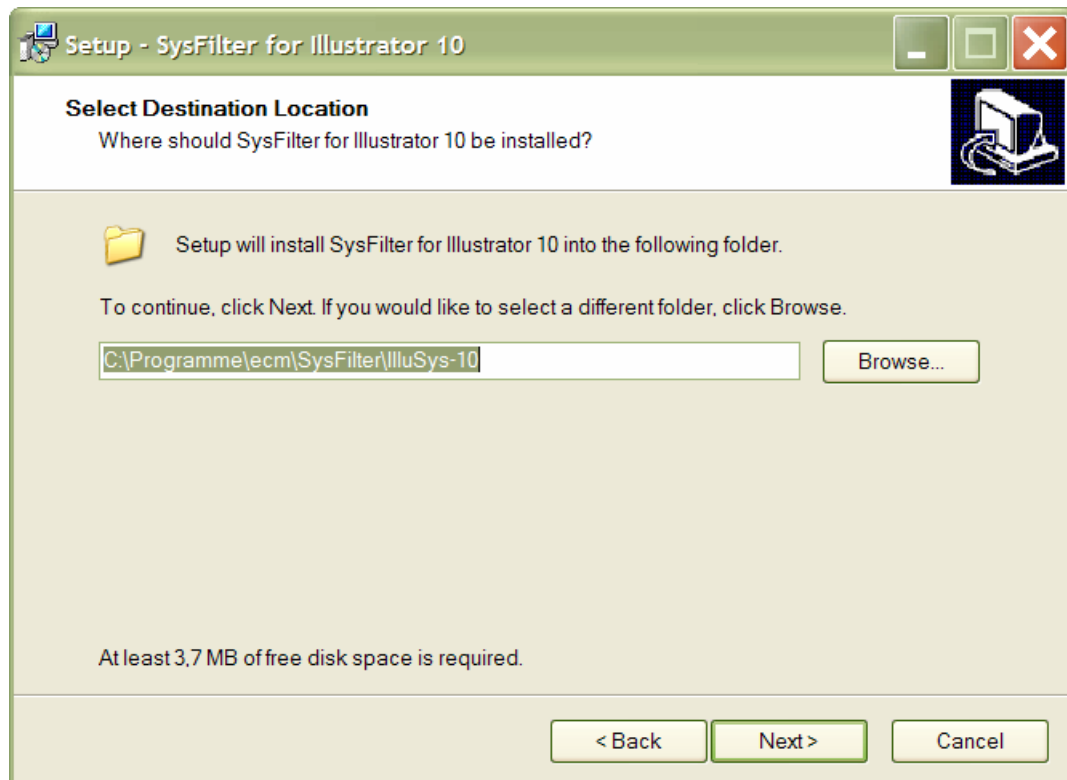 Setup - SysFilter for Illustrator 10
Select Destination Location
Where should SysFilter for Illustrator 10 be installed?
Setup will install SysFilter for Illustrator 10 into the following folder.
To continue, click Next. If you would like to select a different folder, click Browse.
C:\Programme\ecm\SysFilter\IlluSys-10
Browse...
At least 3,7 MB of free disk space is required.
< Back
Next >
Cancel